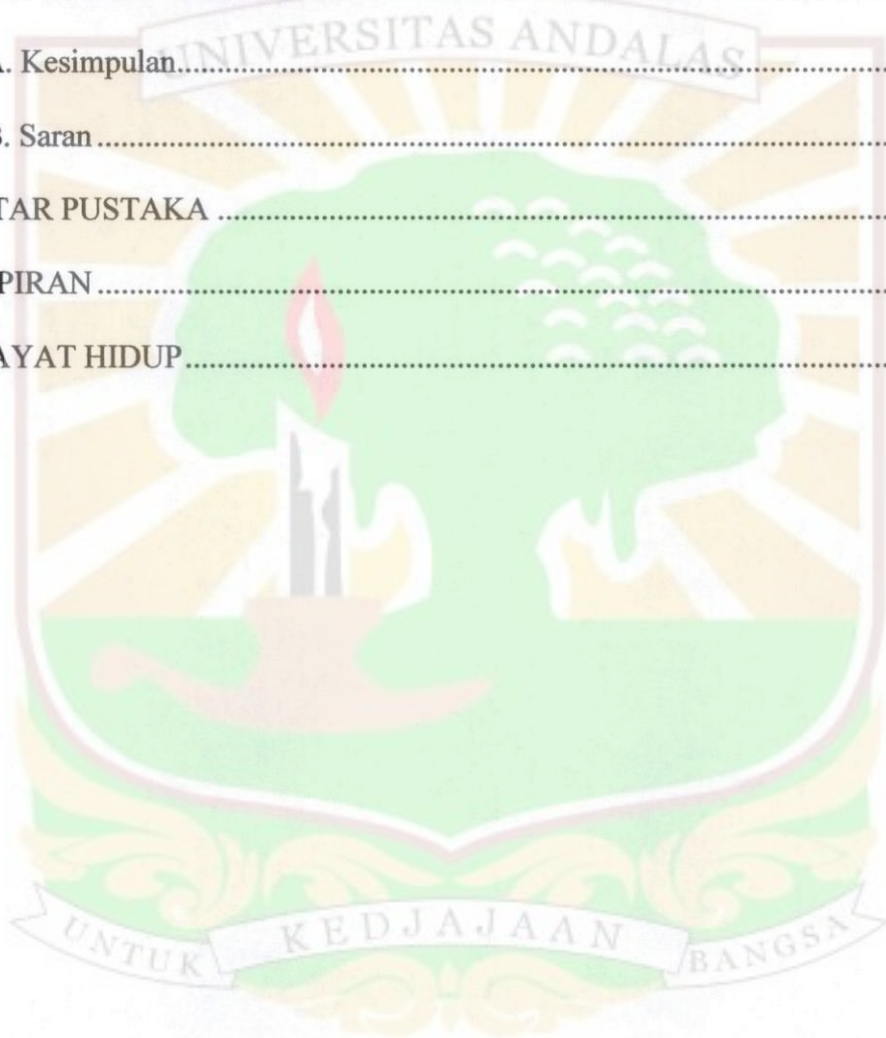 UNIVERSITAS ANDALAS
A. Kesimpulan................................................................................
B. Saran................................................................................
TAR PUSTAKA................................................................................
PIRAN................................................................................
AYAT HIDUP................................................................................
UNTUK KEDJAJAAN BANGSA